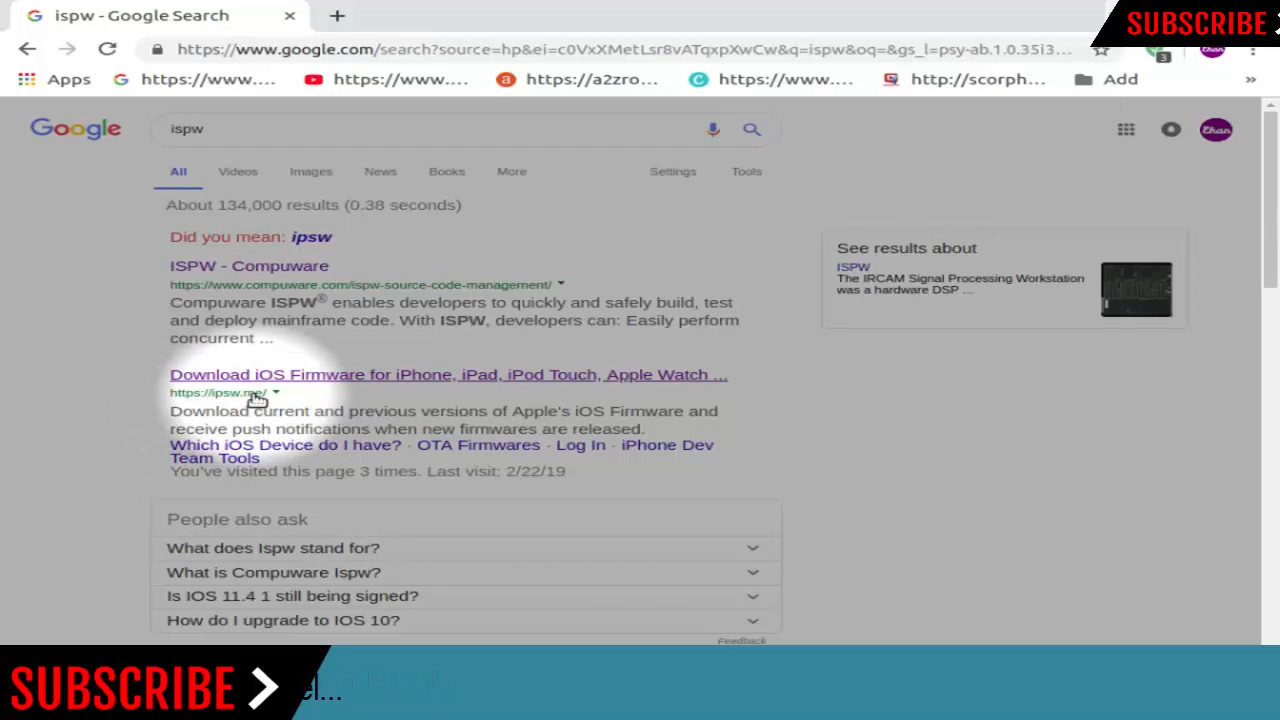 ispw - Google Search
SUBSCRIBE
https://www.google.com/search?source=hp&ei=c0VxXMetLsr8vATqxpXwCw&q=ispw&oq=&gs_l=psy-ab.1.0.35i3...
3
Apps https://www.... https://www.... https://a2zro... https://www.... http://scorph... Add »
Google
ispw
Ehan
All Videos Images News Books More Settings Tools
About 134,000 results (0.38 seconds)
Did you mean: ipsw
ISPW - Compuware
https://www.compuware.com/ispw-source-code-management/
Compuware ISPW® enables developers to quickly and safely build, test
and deploy mainframe code. With ISPW, developers can: Easily perform
concurrent ...
Download iOS Firmware for iPhone, iPad, iPod Touch, Apple Watch ...
https://ipsw.me/
Download current and previous versions of Apple's iOS Firmware and
receive push notifications when new firmwares are released.
Which iOS Device do I have? · OTA Firmwares · Log In · iPhone Dev
Team Tools
You've visited this page 3 times. Last visit: 2/22/19
See results about
ISPW
The IRCAM Signal Processing Workstation
was a hardware DSP ...
People also ask
What does Ispw stand for?
What is Compuware Ispw?
Is IOS 11.4 1 still being signed?
How do I upgrade to IOS 10?
Feedback
SUBSCRIBE
el...